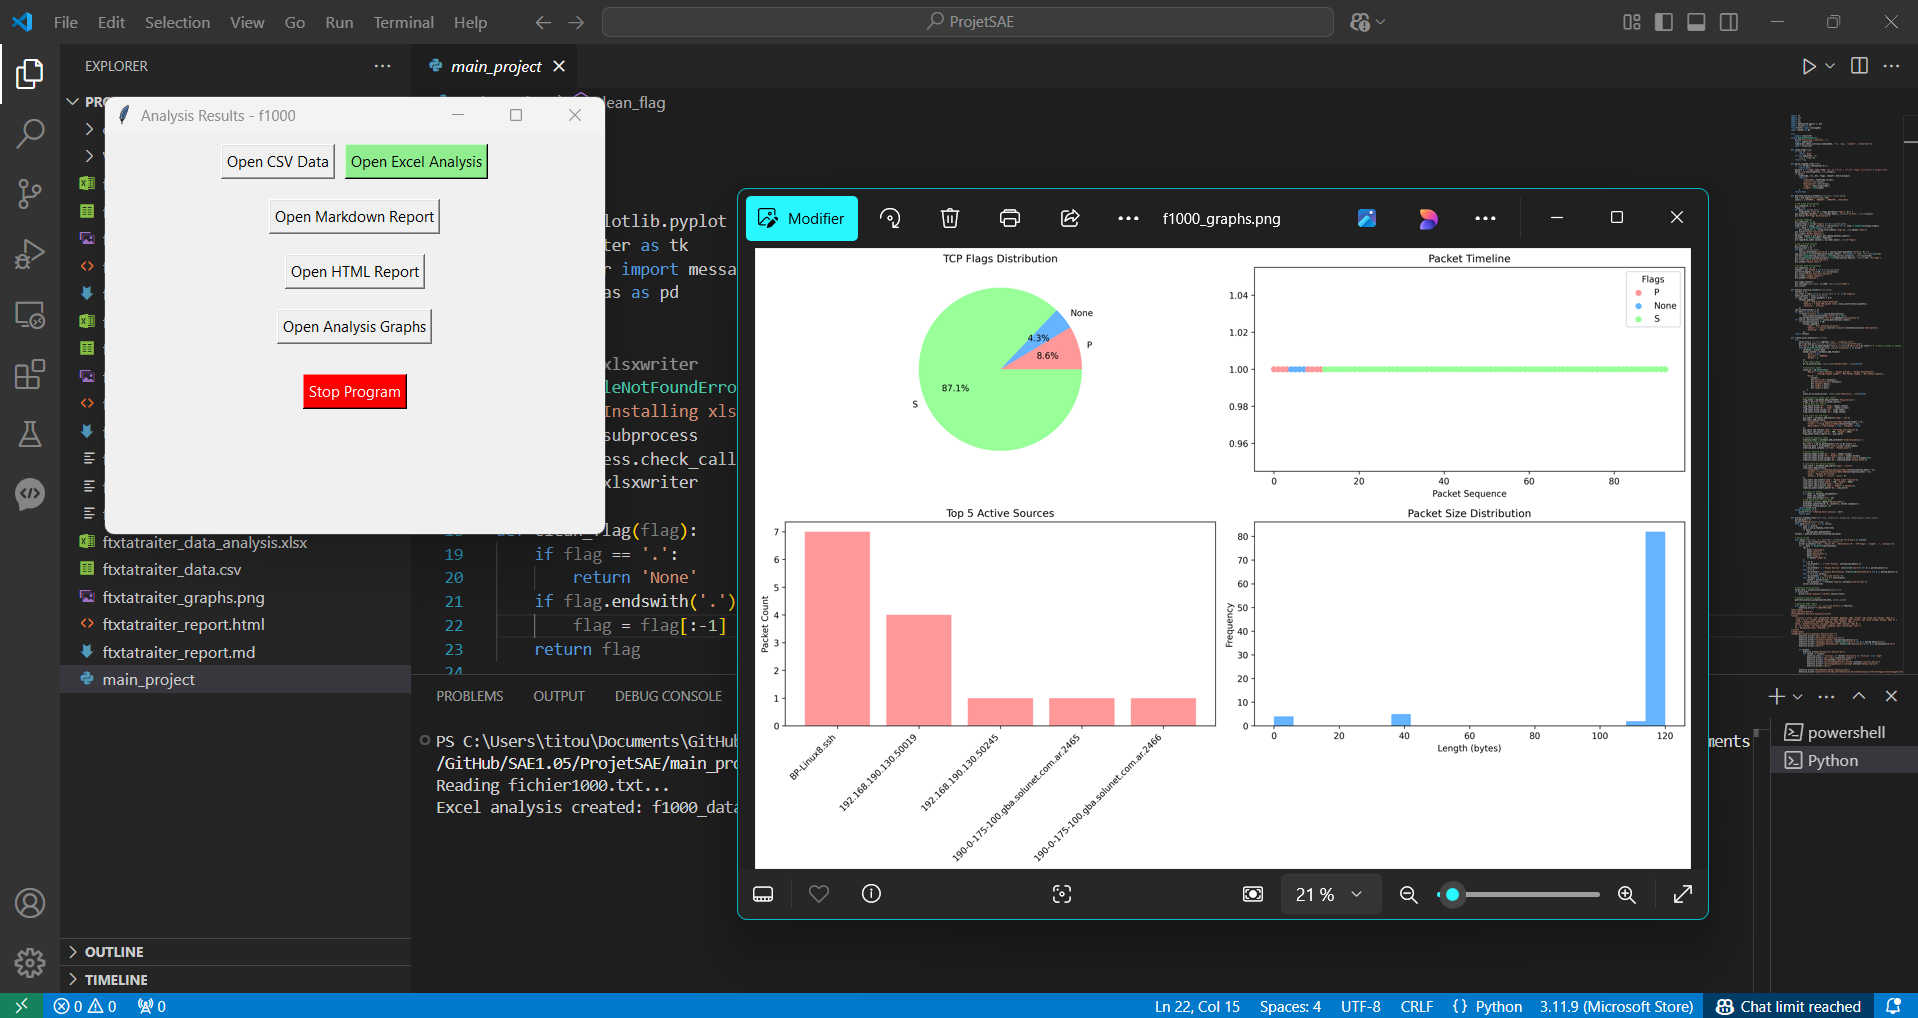 File Edit Selection View Go Run Terminal Help
ProjetSAE
EXPLORER
main_project
lean_flag
Analysis Results - f1000
Open CSV Data
Open Excel Analysis
Open Markdown Report
Open HTML Report
Open Analysis Graphs
Stop Program
ftxtatraiter_data_analysis.xlsx
ftxtatraiter_data.csv
ftxtatraiter_graphs.png
ftxtatraiter_report.html
ftxtatraiter_report.md
main_project
OUTLINE
TIMELINE
lotlib.pyplot
ter as tk
r import messa
as as pd
xlsxwriter
leNotFoundErro
Installing xls
subprocess
ess.check_call
xlsxwriter
_flag(flag):
19 if flag == '.':
20 return 'None'
21 if flag.endswith('.')
22 flag = flag[:-1]
23 return flag
24
PROBLEMS OUTPUT DEBUG CONSOLE
PS C:\Users\titou\Documents\GitHub
/GitHub/SAE1.05/ProjetSAE/main_pro
Reading fichier1000.txt...
Excel analysis created: f1000_data
ments
powershell
Python
Modifier
f1000_graphs.png
TCP Flags Distribution
None
4.3%
P
8.6%
87.1%
S
Packet Timeline
Flags
P
None
S
1.04
1.02
1.00
0.98
0.96
0 20 40 60 80
Packet Sequence
Top 5 Active Sources
Packet Count
7
6
5
4
3
2
1
0
BP-Linux8.ssh
192.168.190.130.50019
192.168.190.130.50245
190-0-175-100.gba.solunet.com.ar.2465
190-0-175-100.gba.solunet.com.ar.2466
Packet Size Distribution
Frequency
80
70
60
50
40
30
20
10
0
0 20 40 60 80 100 120
Length (bytes)
21 %
0 0 0
Ln 22, Col 15 Spaces: 4 UTF-8 CRLF {} Python 3.11.9 (Microsoft Store) Chat limit reached